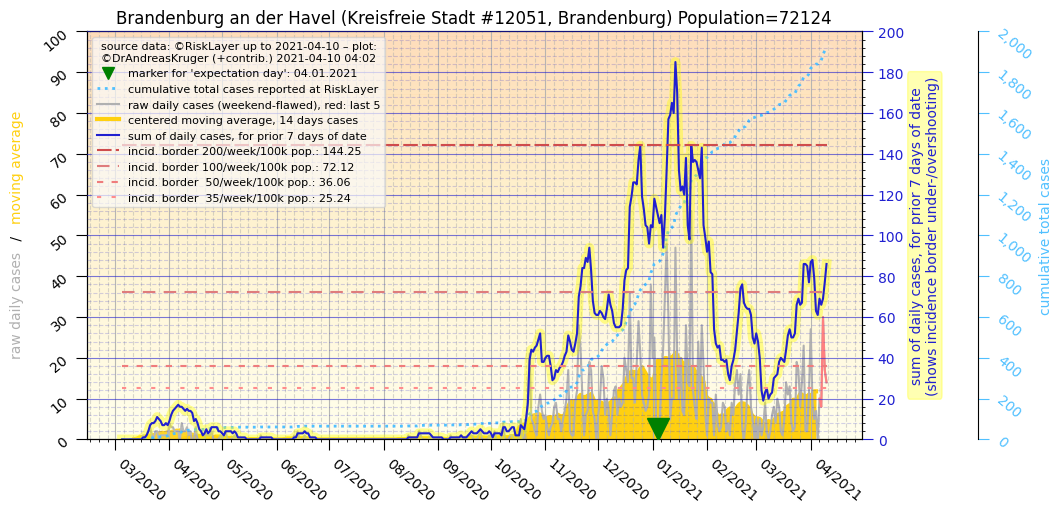 Brandenburg an der Havel (Kreisfreie Stadt #12051, Brandenburg) Population=72124
source data: ©RiskLayer up to 2021-04-10 – plot:
©DrAndreasKruger (+contrib.) 2021-04-10 04:02
marker for 'expectation day': 04.01.2021
cumulative total cases reported at RiskLayer
raw daily cases (weekend-flawed), red: last 5
centered moving average, 14 days cases
sum of daily cases, for prior 7 days of date
incid. border 200/week/100k pop.: 144.25
incid. border 100/week/100k pop.: 72.12
incid. border  50/week/100k pop.: 36.06
incid. border  35/week/100k pop.: 25.24
raw daily cases  /  moving average
100
90
80
70
60
50
40
30
20
10
0
03/2020
04/2020
05/2020
06/2020
07/2020
08/2020
09/2020
10/2020
11/2020
12/2020
01/2021
02/2021
03/2021
04/2021
200
180
160
140
120
100
80
60
40
20
0
sum of daily cases, for prior 7 days of date
(shows incidence border under-/overshooting)
2,000
1,800
1,600
1,400
1,200
1,000
800
600
400
200
0
cumulative total cases